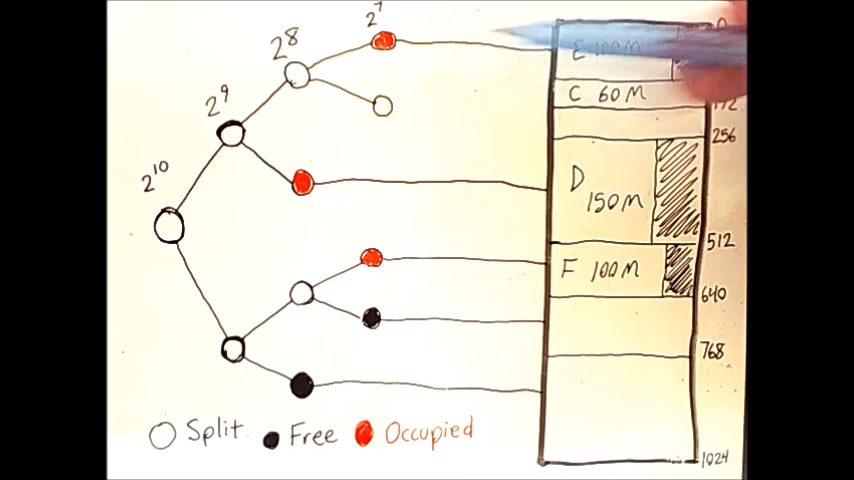 2^7
2^8
2^9
2^10
E 100M
C 60M
256
D
150M
512
F 100M
640
768
1024
Split
Free
Occupied